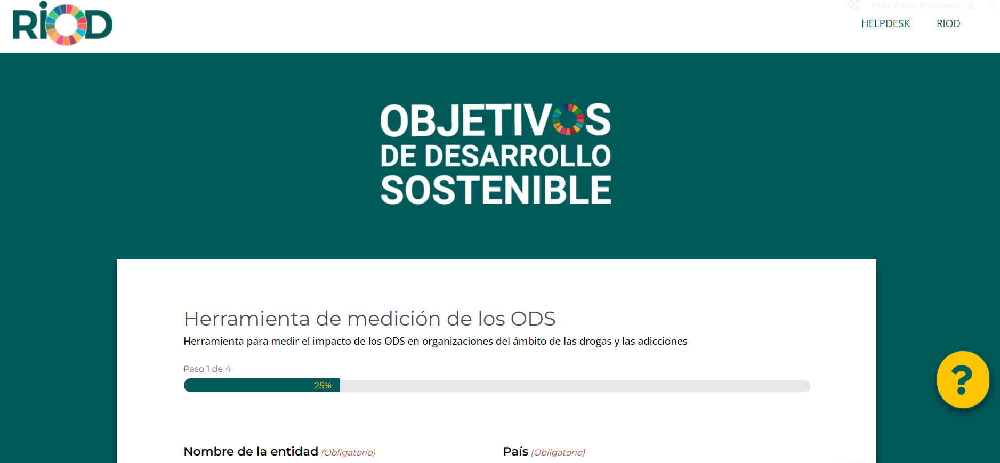 RIOD
Hola, Ander Arredondo
HELPDESK RIOD
OBJETIVOS
DE DESARROLLO
SOSTENIBLE
Herramienta de medición de los ODS
Herramienta para medir el impacto de los ODS en organizaciones del ámbito de las drogas y las adicciones
Paso 1 de 4
25%
?
Nombre de la entidad (Obligatorio) País (Obligatorio)